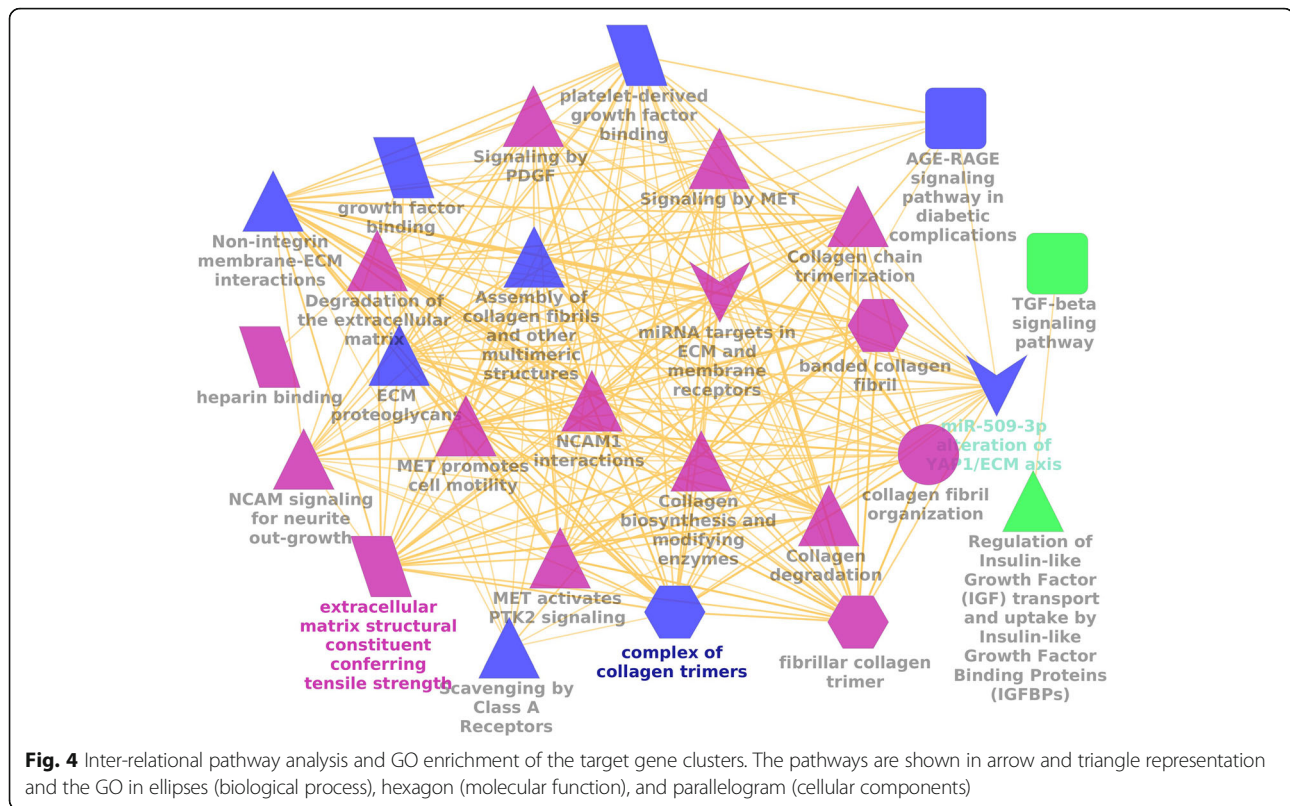 platelet-derived
growth factor
binding
Signaling by
PDGF
Signaling by MET
AGE-RAGE
signaling
pathway in
diabetic
complications
growth factor
binding
Non-integrin
membrane-ECM
interactions
Degradation of
the extracellular
matrix
Assembly of
collagen fibrils
and other
multimeric
structures
miRNA targets in
ECM and
membrane
receptors
Collagen chain
trimerization
banded collagen
fibril
TGF-beta
signaling
pathway
heparin binding
ECM
proteoglycans
MET promotes
cell motility
NCAM1
interactions
miR-509-3p
alteration of
YAP1/ECM axis
collagen fibril
organization
NCAM signaling
for neurite
out-growth
Collagen
biosynthesis and
modifying
enzymes
Collagen
degradation
Regulation of
Insulin-like
Growth Factor
(IGF) transport
and uptake by
Insulin-like
Growth Factor
Binding Proteins
(IGFBPs)
extracellular
matrix structural
constituent
conferring
tensile strength
MET activates
PTK2 signaling
Scavenging by
Class A
Receptors
complex of
collagen trimers
fibrillar collagen
trimer
Fig. 4 Inter-relational pathway analysis and GO enrichment of the target gene clusters. The pathways are shown in arrow and triangle representation
and the GO in ellipses (biological process), hexagon (molecular function), and parallelogram (cellular components)